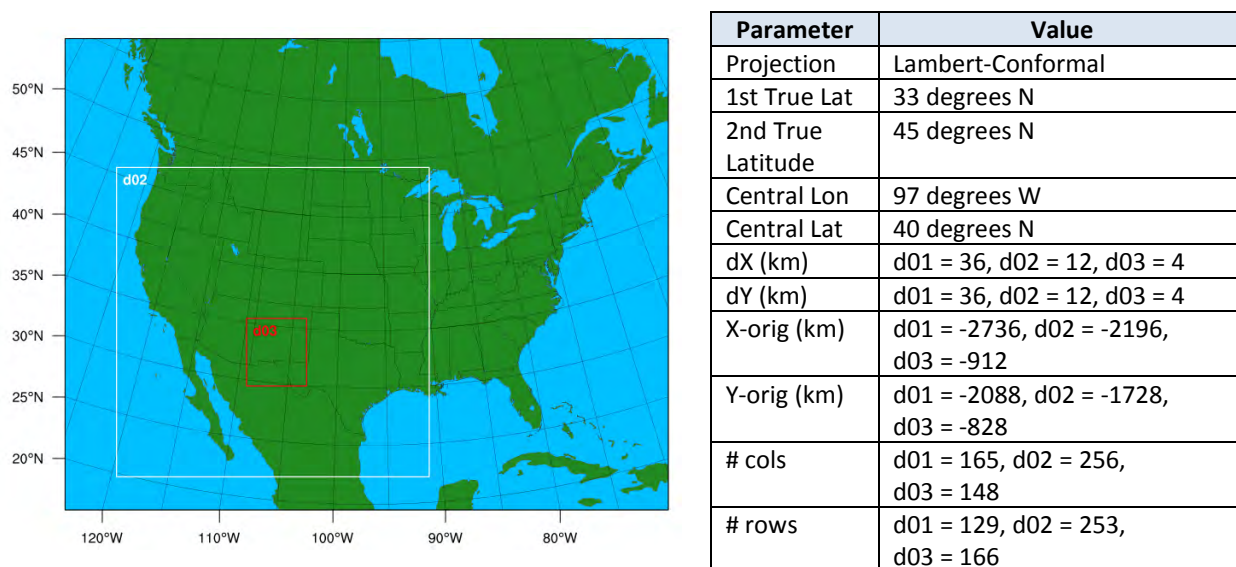 50°N
45°N
40°N
35°N
30°N
25°N
20°N
120°W
110°W
100°W
90°W
80°W
d02
d03
Parameter Value
Projection Lambert-Conformal
1st True Lat 33 degrees N
2nd True 45 degrees N
Latitude
Central Lon 97 degrees W
Central Lat 40 degrees N
dX (km) d01 = 36, d02 = 12, d03 = 4
dY (km) d01 = 36, d02 = 12, d03 = 4
X-orig (km) d01 = -2736, d02 = -2196,
d03 = -912
Y-orig (km) d01 = -2088, d02 = -1728,
d03 = -828
# cols d01 = 165, d02 = 256,
d03 = 148
# rows d01 = 129, d02 = 253,
d03 = 166